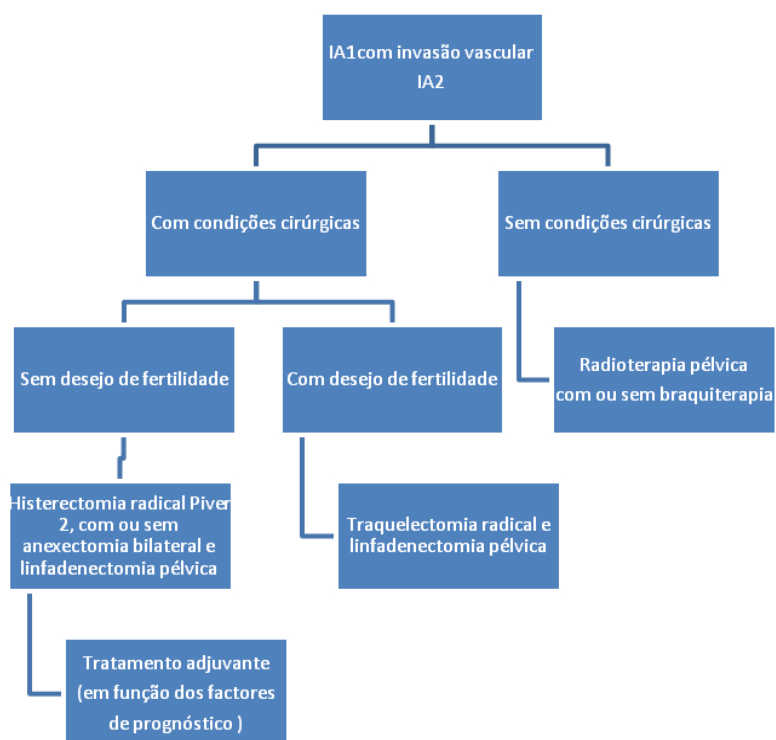 IA1com invasão vascular
IA2
Com condições cirúrgicas
Sem condições cirúrgicas
Sem desejo de fertilidade
Com desejo de fertilidade
Radioterapia pélvica
com ou sem braquiterapia
Histerectomia radical Piver
2, com ou sem
anexectomia bilateral e
linfadenectomia pélvica
Traquelectomia radical e
linfadenectomia pélvica
Tratamento adjuvante
(em função dos factores
de prognóstico )